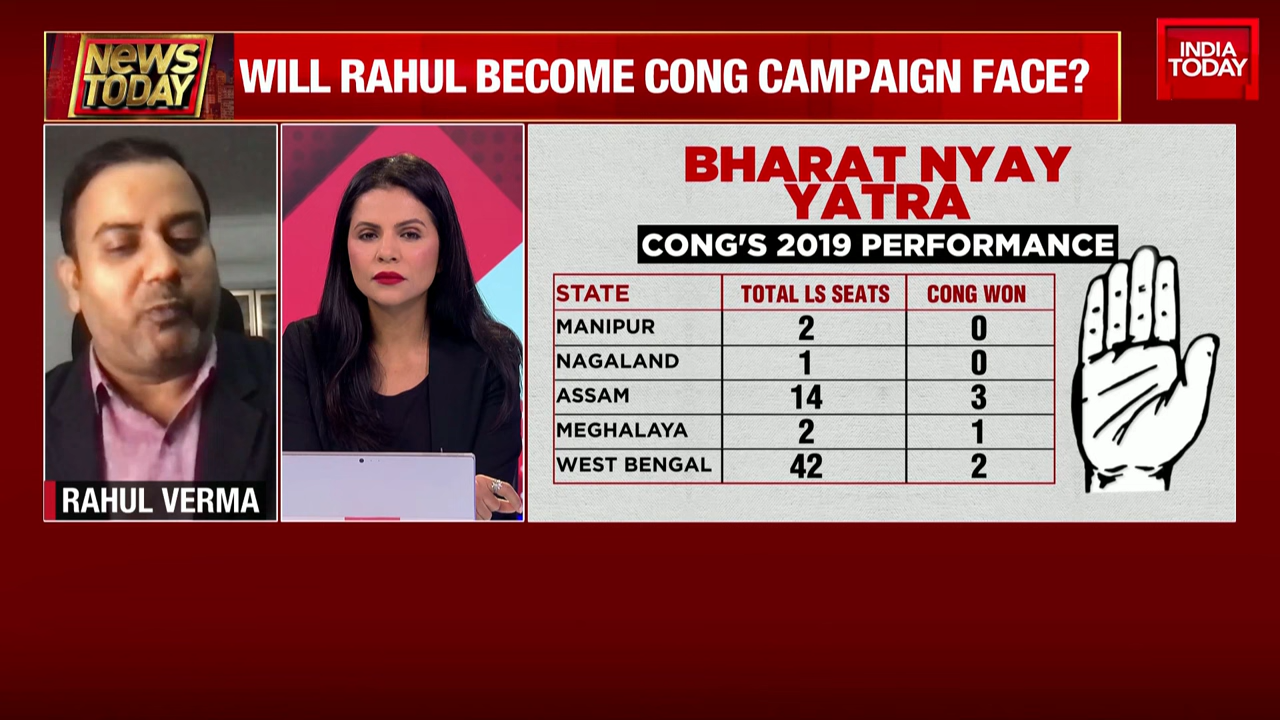 NEWS
TODAY
WILL RAHUL BECOME CONG CAMPAIGN FACE?
INDIA
TODAY
BHARAT NYAY
YATRA
CONG'S 2019 PERFORMANCE
STATE TOTAL LS SEATS CONG WON
MANIPUR 2 0
NAGALAND 1 0
ASSAM 14 3
MEGHALAYA 2 1
WEST BENGAL 42 2
RAHUL VERMA